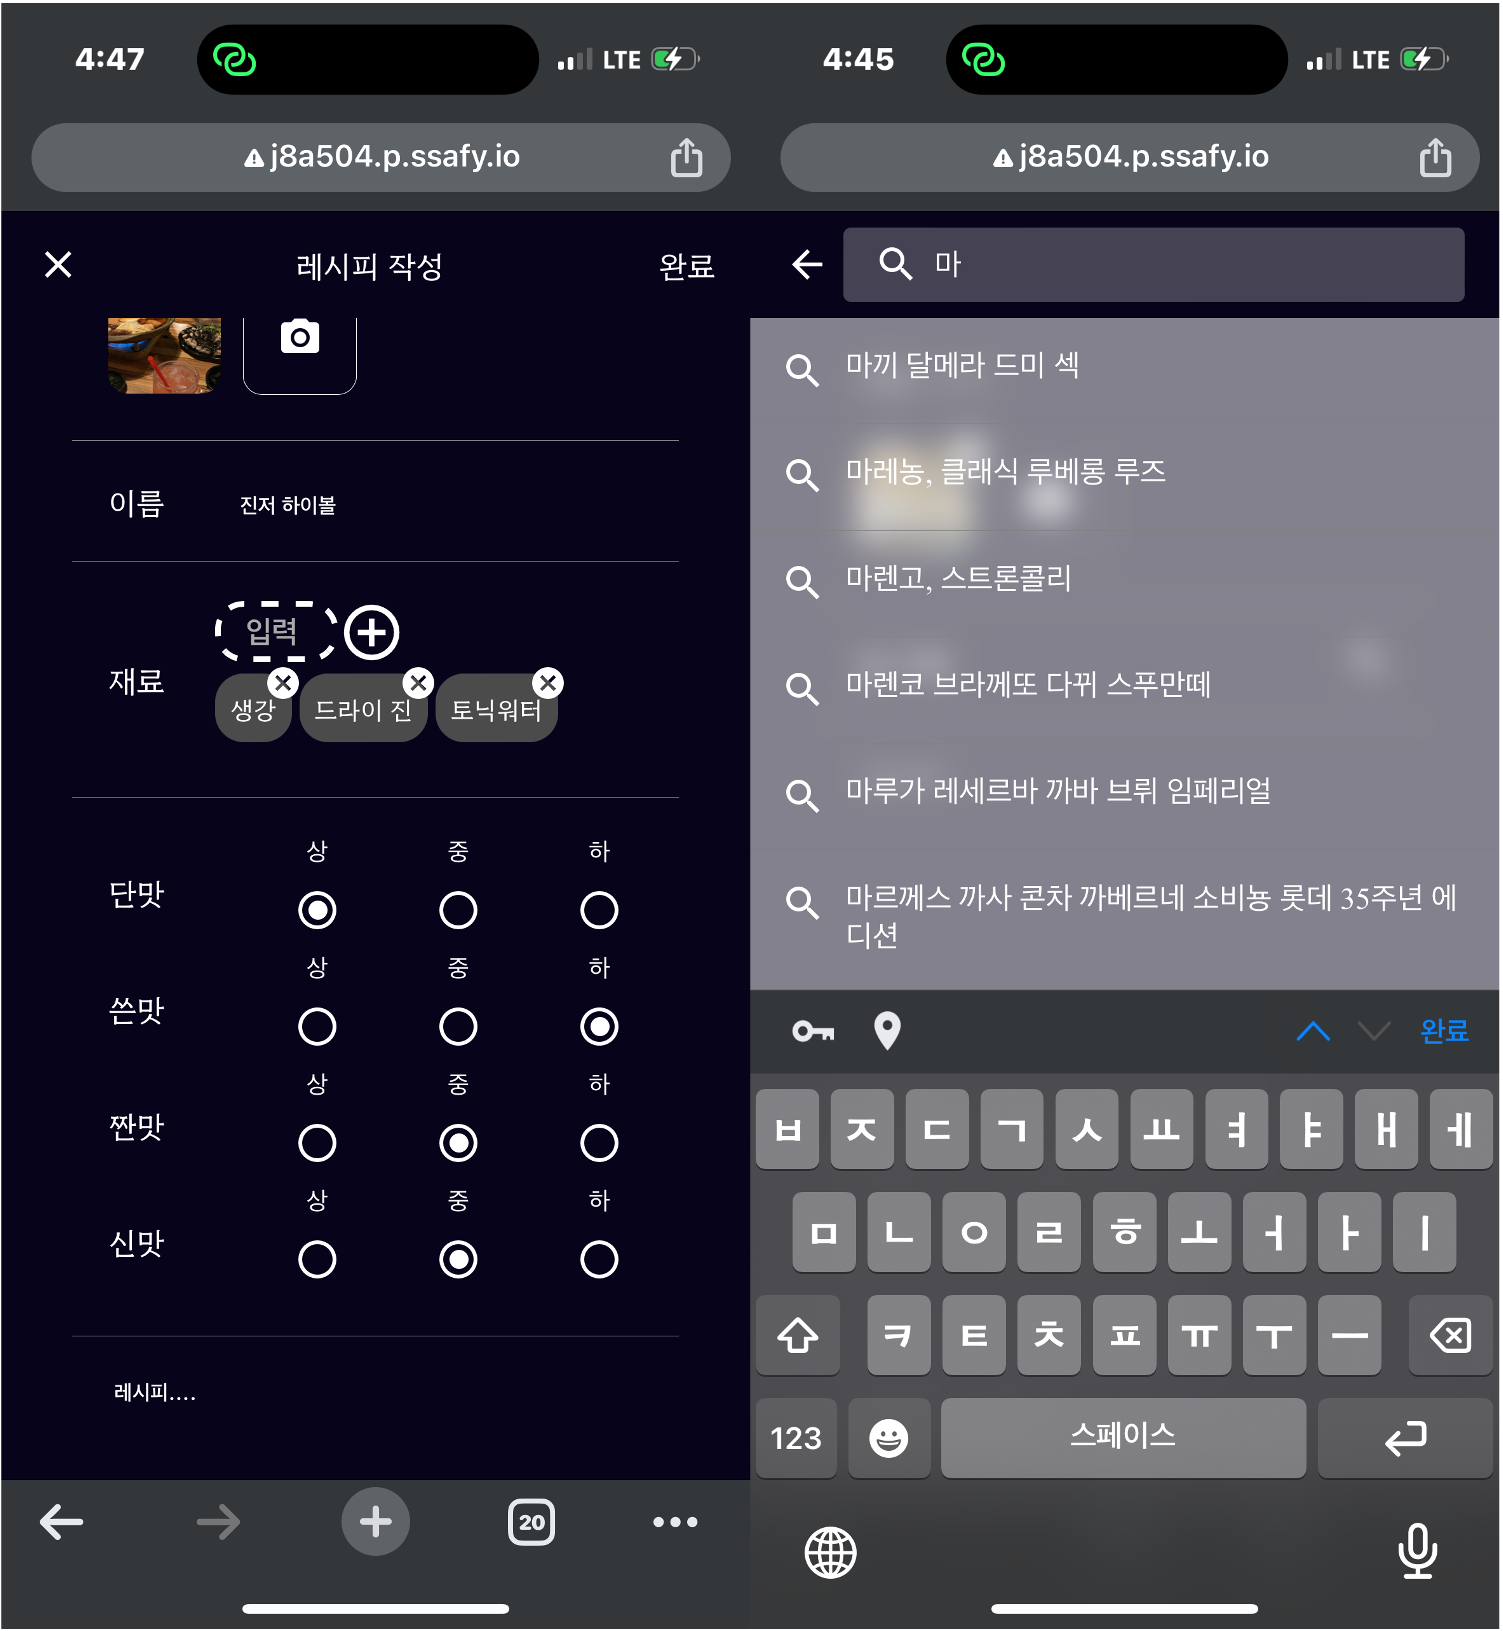 4:47
LTE
j8a504.p.ssafy.io
레시피 작성
완료
이름
진저 하이볼
재료
입력
생강
드라이 진
토닉워터
상 중 하
단맛
상 중 하
쓴맛
상 중 하
짠맛
상 중 하
신맛
레시피....
20
4:45
LTE
j8a504.p.ssafy.io
마
마끼 달메라 드미 섹
마레농, 클래식 루베롱 루즈
마렌고, 스트론콜리
마렌코 브라께또 다뀌 스푸만떼
마루가 레세르바 까바 브뤼 임페리얼
마르께스 까사 콘차 까베르네 소비뇽 롯데 35주년 에
디션
완료
ㅂ ㅈ ㄷ ㄱ ㅅ ㅛ ㅕ ㅑ ㅐ ㅔ
ㅁ ㄴ ㅇ ㄹ ㅎ ㅗ ㅓ ㅏ ㅣ
ㅋ ㅌ ㅊ ㅍ ㅠ ㅜ ㅡ
123
스페이스